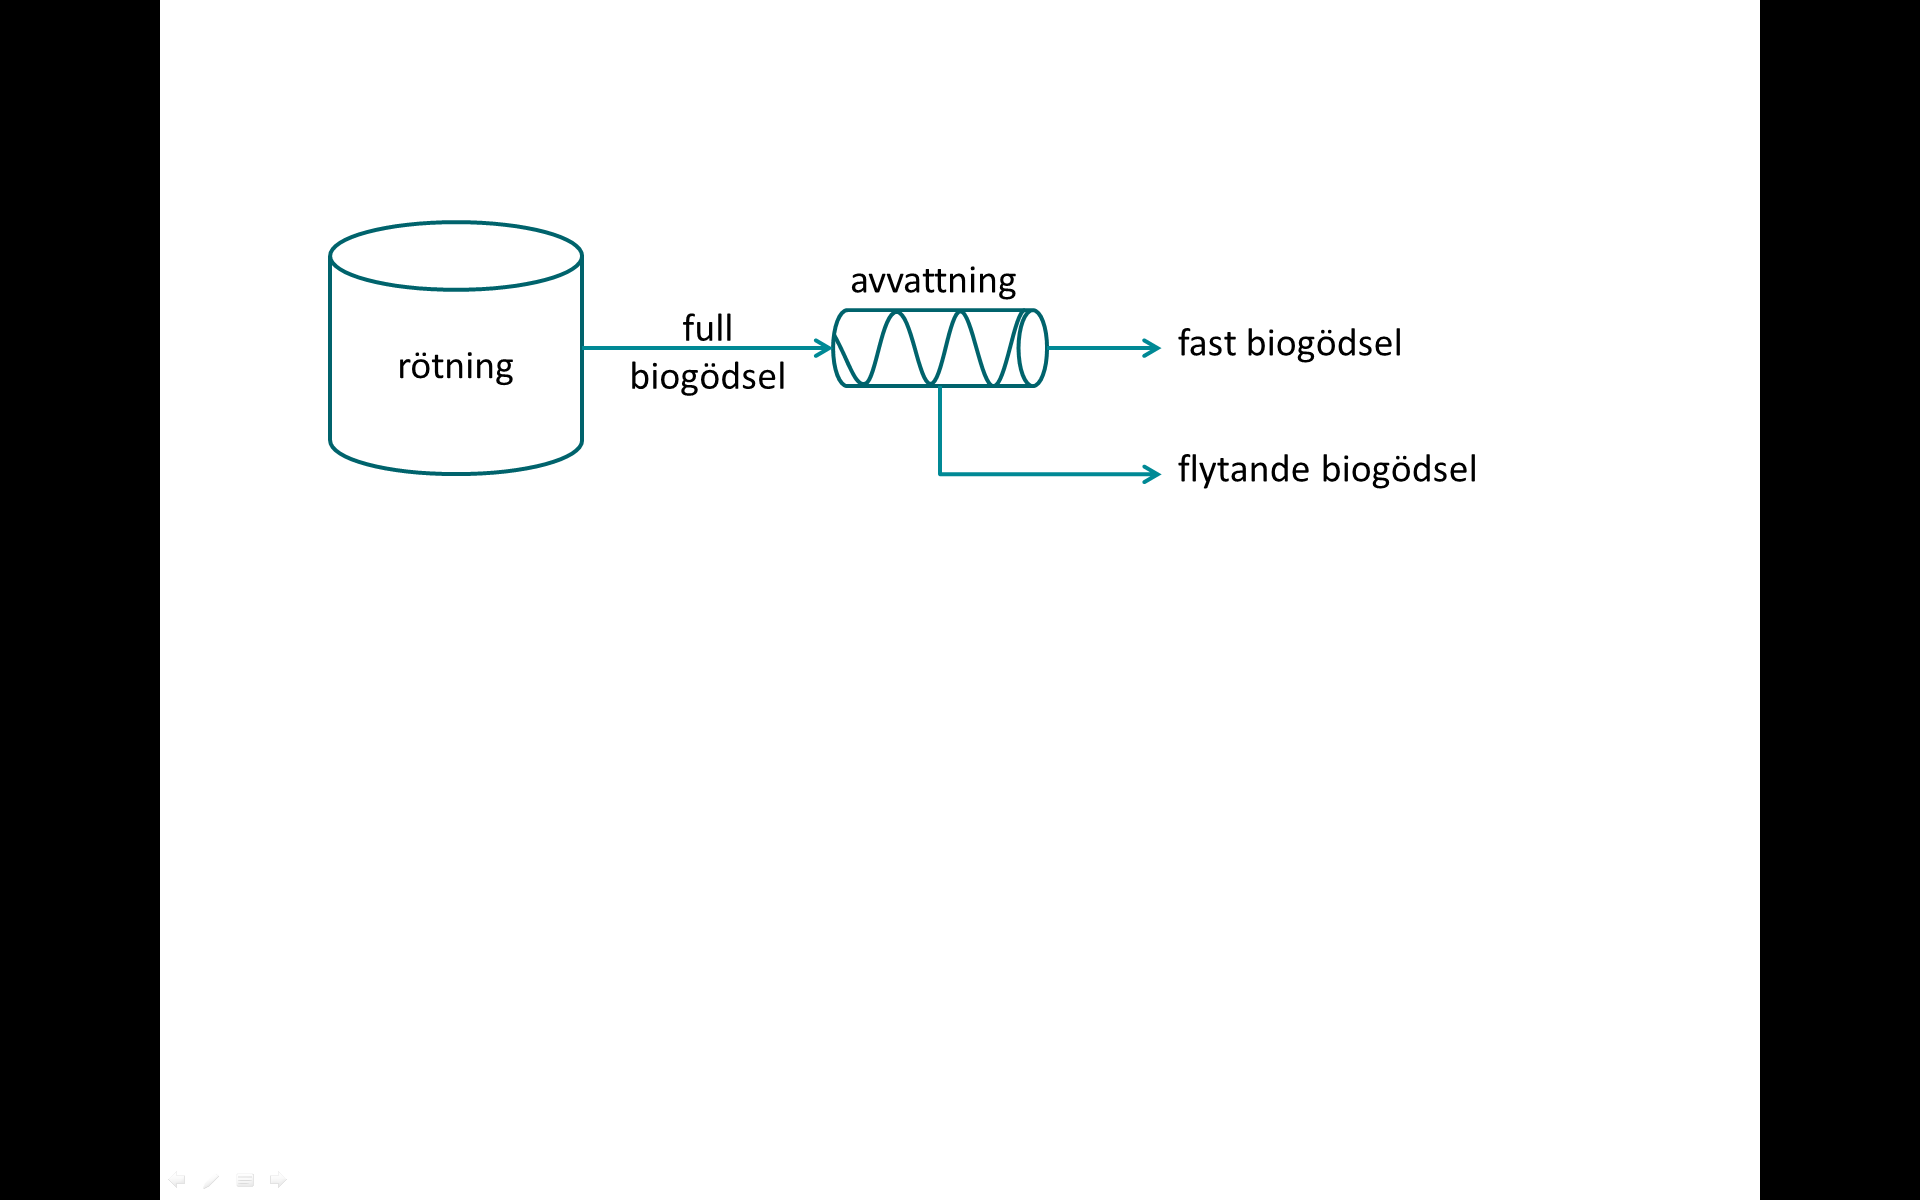 rötning
full
biogödsel
avvattning
fast biogödsel
flytande biogödsel